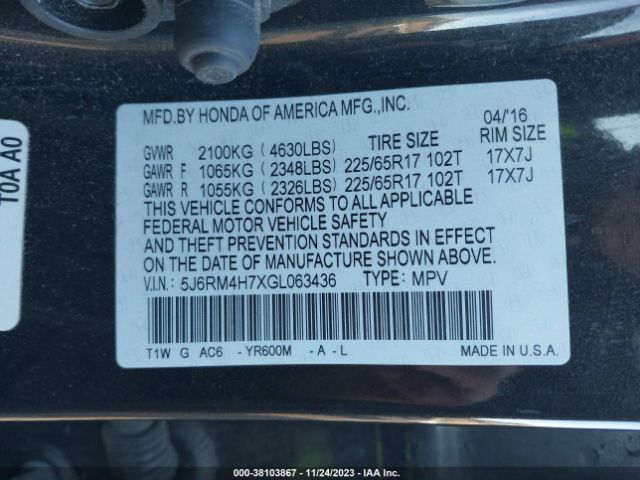 MFD.BY HONDA OF AMERICA MFG.,INC. 04/'16
GVWR 2100KG ( 4630LBS) TIRE SIZE RIM SIZE
GAWR F 1065KG ( 2348LBS) 225/65R17 102T 17X7J
GAWR R 1055KG ( 2326LBS) 225/65R17 102T 17X7J
THIS VEHICLE CONFORMS TO ALL APPLICABLE
FEDERAL MOTOR VEHICLE SAFETY
AND THEFT PREVENTION STANDARDS IN EFFECT
ON THE DATE OF MANUFACTURE SHOWN ABOVE.
V.I.N.: 5J6RM4H7XGL063436 TYPE: MPV
T1W G AC6 -YR600M -A-L MADE IN U.S.A.
T0A A0
000-38103867 - 11/24/2023 - IAA Inc.